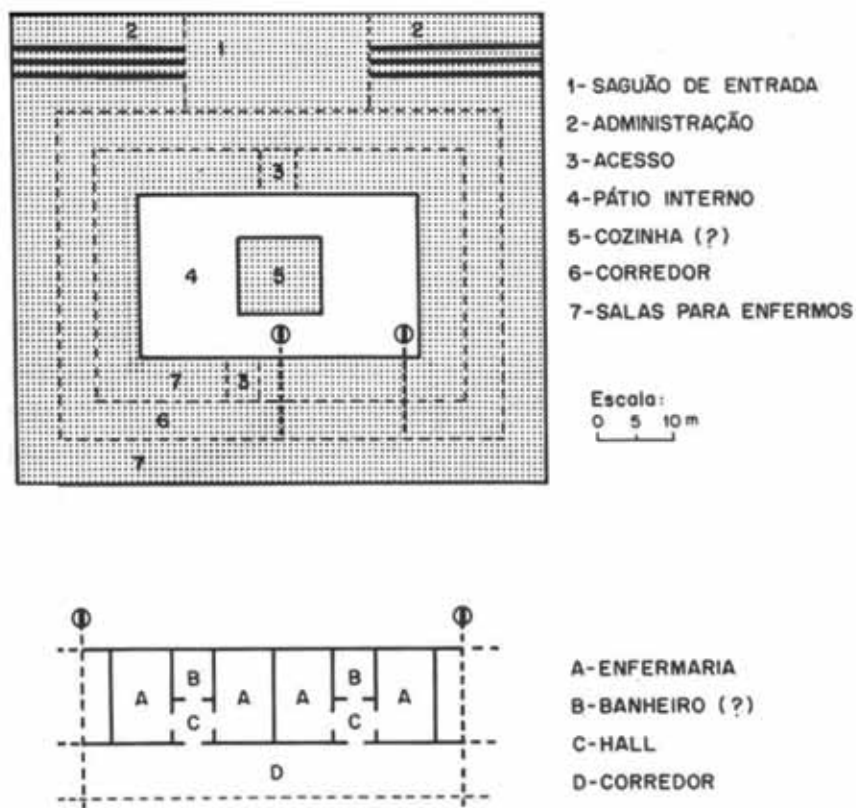 2
1
2
3
4
5
7
3
6
7
1-SAGUÃO DE ENTRADA
2-ADMINISTRAÇÃO
3-ACESSO
4-PÁTIO INTERNO
5-COZINHA (?)
6-CORREDOR
7-SALAS PARA ENFERMOS
Escala:
0 5 10 m
A
B
C
A
A
B
C
A
D
A-ENFERMARIA
B-BANHEIRO (?)
C-HALL
D-CORREDOR